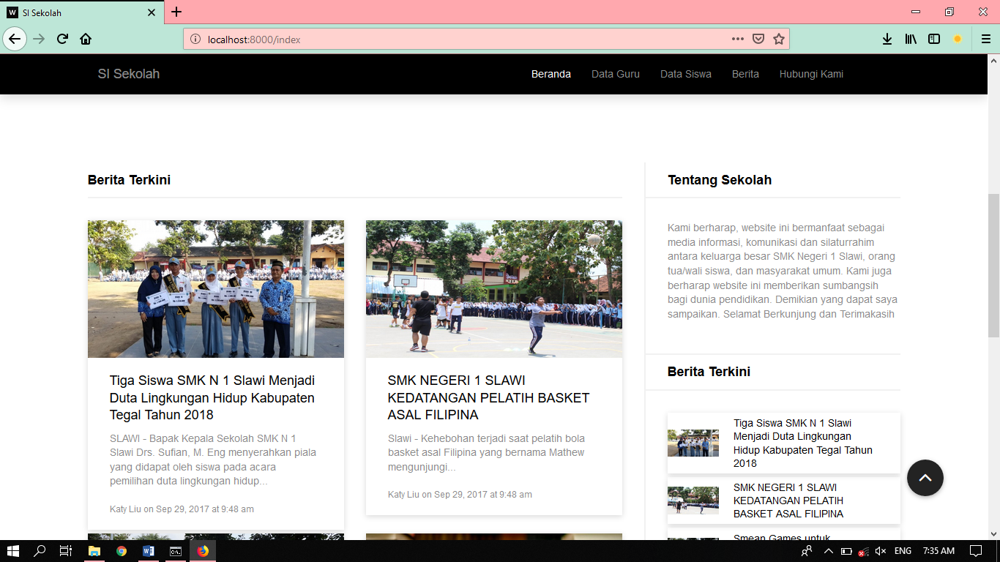 SI Sekolah
localhost:8000/index
SI Sekolah
Beranda Data Guru Data Siswa Berita Hubungi Kami
Berita Terkini
Tiga Siswa SMK N 1 Slawi Menjadi
Duta Lingkungan Hidup Kabupaten
Tegal Tahun 2018
SLAWI - Bapak Kepala Sekolah SMK N 1
Slawi Drs. Sufian, M. Eng menyerahkan piala
yang didapat oleh siswa pada acara
pemilihan duta lingkungan hidup...
Katy Liu on Sep 29, 2017 at 9:48 am
SMK NEGERI 1 SLAWI
KEDATANGAN PELATIH BASKET
ASAL FILIPINA
Slawi - Kehebohan terjadi saat pelatih bola
basket asal Filipina yang bernama Mathew
mengunjungi...
Katy Liu on Sep 29, 2017 at 9:48 am
Tentang Sekolah
Kami berharap, website ini bermanfaat sebagai
media informasi, komunikasi dan silaturrahim
antara keluarga besar SMK Negeri 1 Slawi, orang
tua/wali siswa, dan masyarakat umum. Kami juga
berharap website ini memberikan sumbangsih
bagi dunia pendidikan. Demikian yang dapat saya
sampaikan. Selamat Berkunjung dan Terimakasih
Berita Terkini
Tiga Siswa SMK N 1 Slawi
Menjadi Duta Lingkungan
Hidup Kabupaten Tegal Tahun
2018
SMK NEGERI 1 SLAWI
KEDATANGAN PELATIH
BASKET ASAL FILIPINA
Smean Games untuk
ENG 7:35 AM